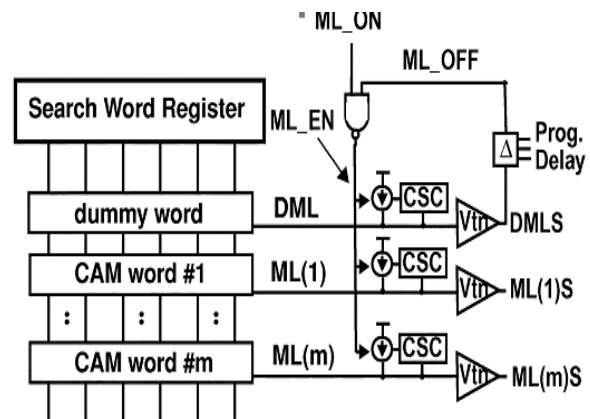 ML_ON
ML_OFF
Search Word Register
ML_EN
Δ
Prog.
Delay
dummy word
DML
CSC
Vtn
DMLS
CAM word #1
ML(1)
CSC
Vtn
ML(1)S
: : :
CAM word #m
ML(m)
CSC
Vtn
ML(m)S